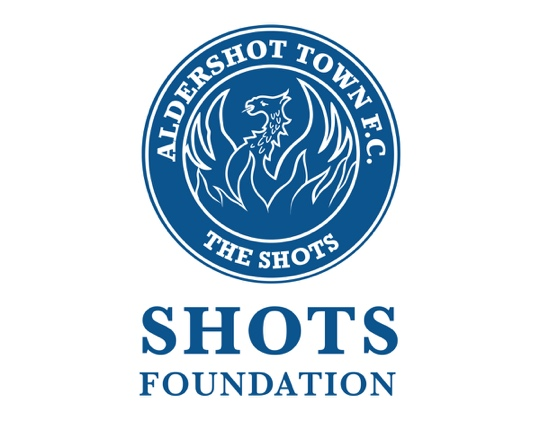 ALDERSHOT TOWN F.C.
THE SHOTS
SHOTS
FOUNDATION